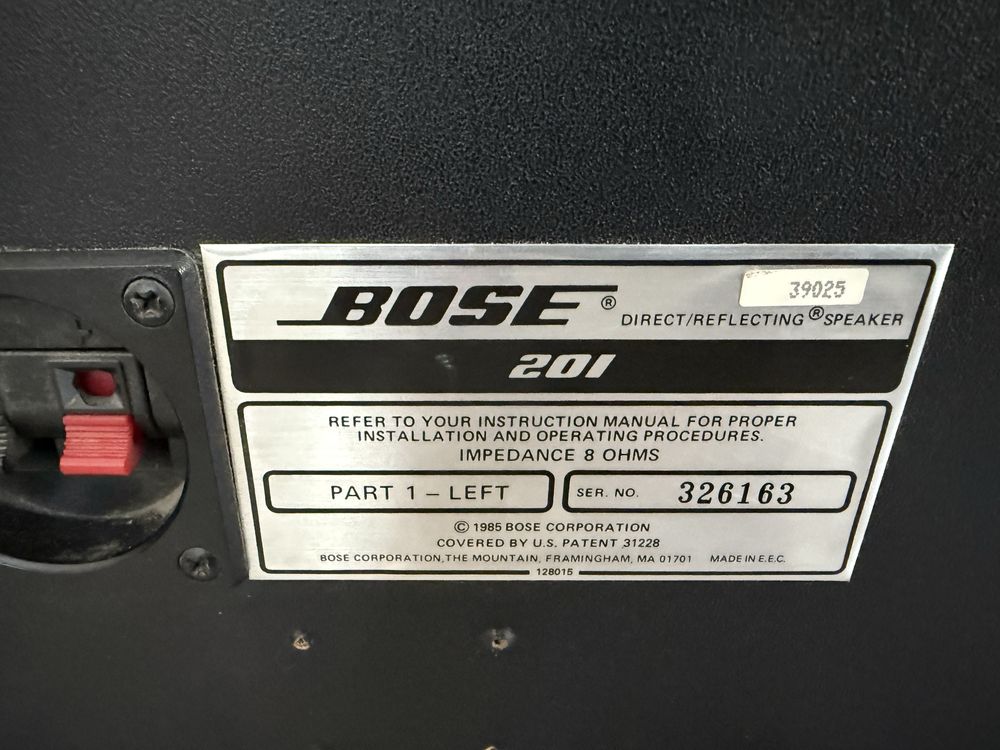 BOSE®
39025
DIRECT/REFLECTING® SPEAKER
201
REFER TO YOUR INSTRUCTION MANUAL FOR PROPER
INSTALLATION AND OPERATING PROCEDURES.
IMPEDANCE 8 OHMS
PART 1 – LEFT
SER. NO. 326163
© 1985 BOSE CORPORATION
COVERED BY U.S. PATENT 31228
BOSE CORPORATION, THE MOUNTAIN, FRAMINGHAM, MA 01701 MADE IN E.E.C.
128015